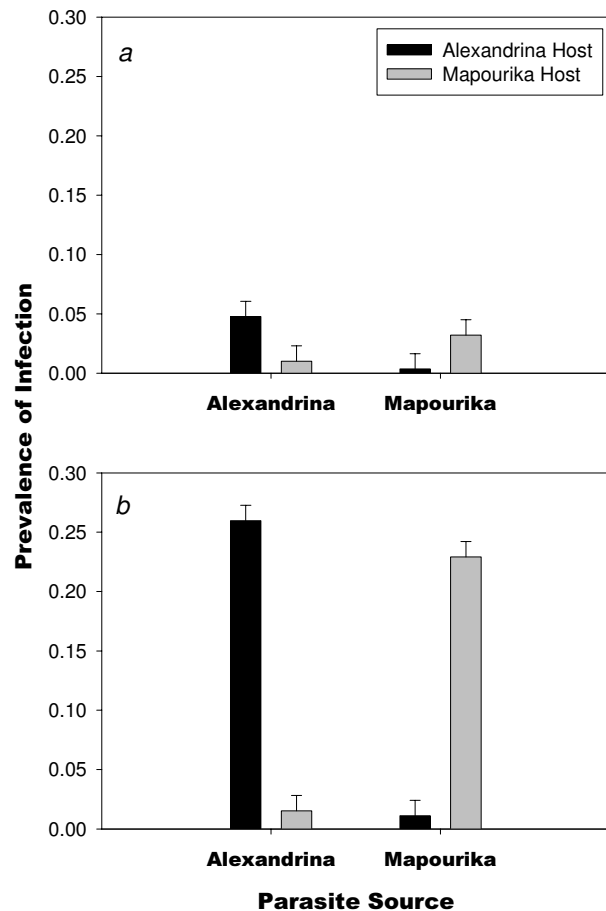 Prevalence of Infection
a
Alexandrina Host
Mapourika Host
0.30
0.25
0.20
0.15
0.10
0.05
0.00
Alexandrina
Mapourika
b
0.30
0.25
0.20
0.15
0.10
0.05
0.00
Alexandrina
Mapourika
Parasite Source